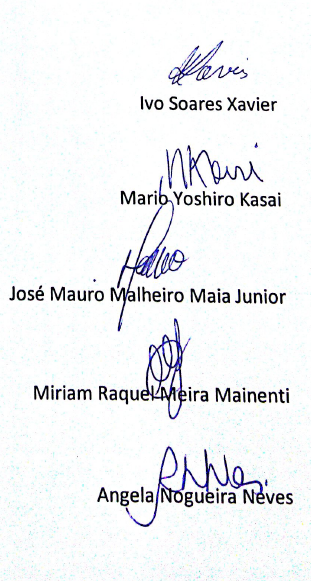 Ivo Soares Xavier
Mario Yoshiro Kasai
José Mauro Malheiro Maia Junior
Miriam Raquel Meira Mainenti
Angela Nogueira Neves